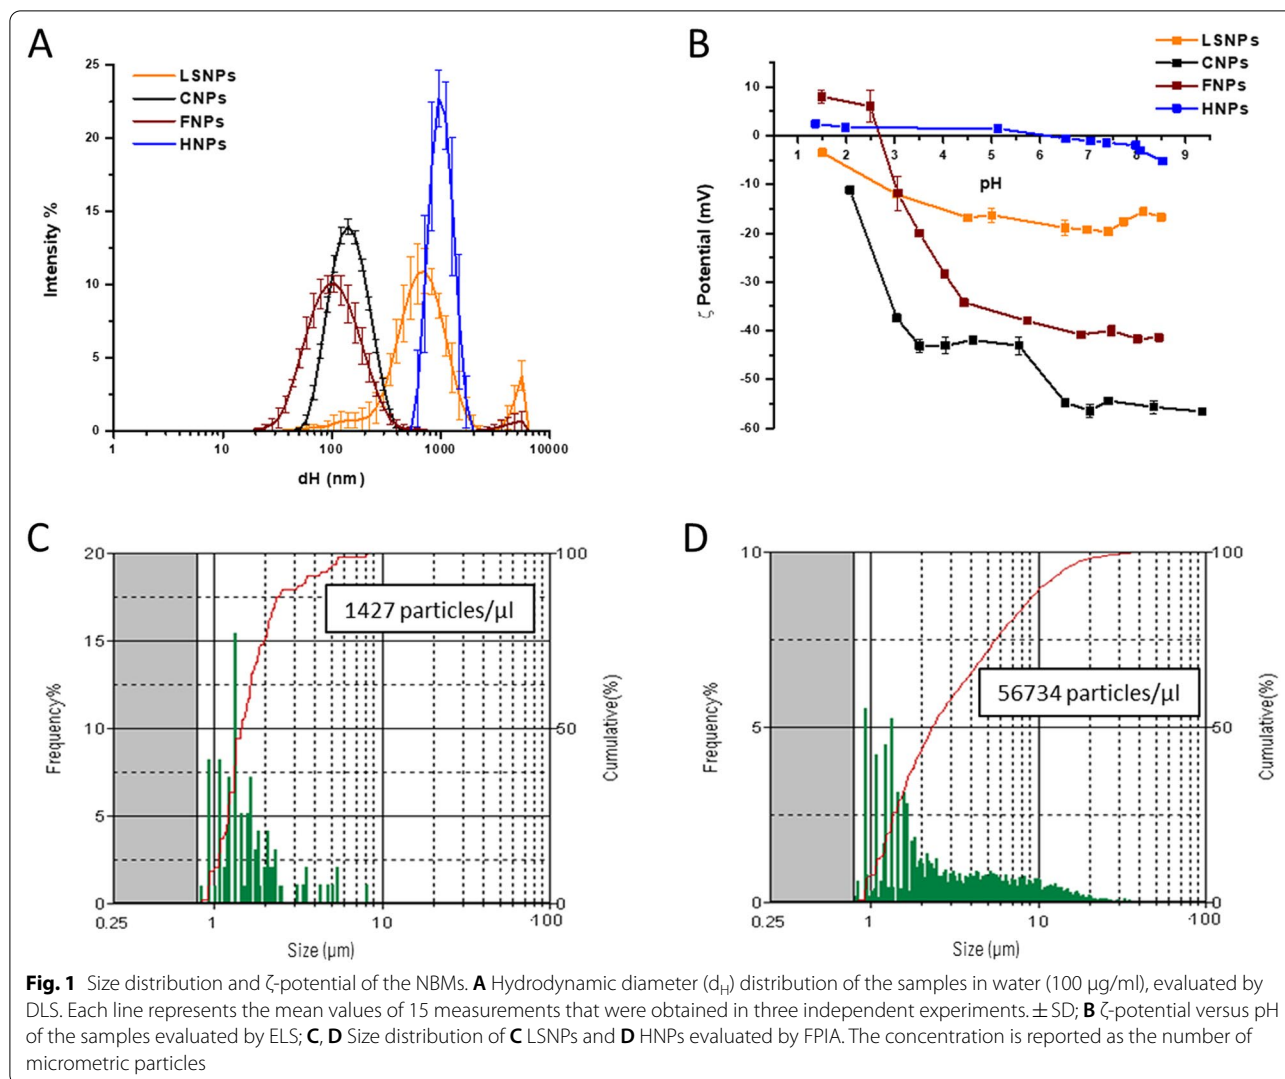 A
25
20
15
10
5
0
Intensity %
LSNPs
CNPs
FNPs
HNPs
1
10
100
1000
10000
dH (nm)
B
LSNPs
CNPs
FNPs
HNPs
10
0
-10
-20
-30
-40
-50
-60
ζ Potential (mV)
1 2 3 4 5 6 7 8 9
pH
C
20
15
10
5
0
Frequency%
100
50
0
Cumulative(%)
1427 particles/µl
0.25 1 10 100
Size (µm)
D
10
5
0
Frequency%
100
50
0
Cumulative(%)
56734 particles/µl
0.25 1 10 100
Size (µm)
Fig. 1 Size distribution and ζ-potential of the NBMs. A Hydrodynamic diameter (dH) distribution of the samples in water (100 µg/ml), evaluated by
DLS. Each line represents the mean values of 15 measurements that were obtained in three independent experiments. ± SD; B ζ-potential versus pH
of the samples evaluated by ELS; C, D Size distribution of C LSNPs and D HNPs evaluated by FPIA. The concentration is reported as the number of
micrometric particles